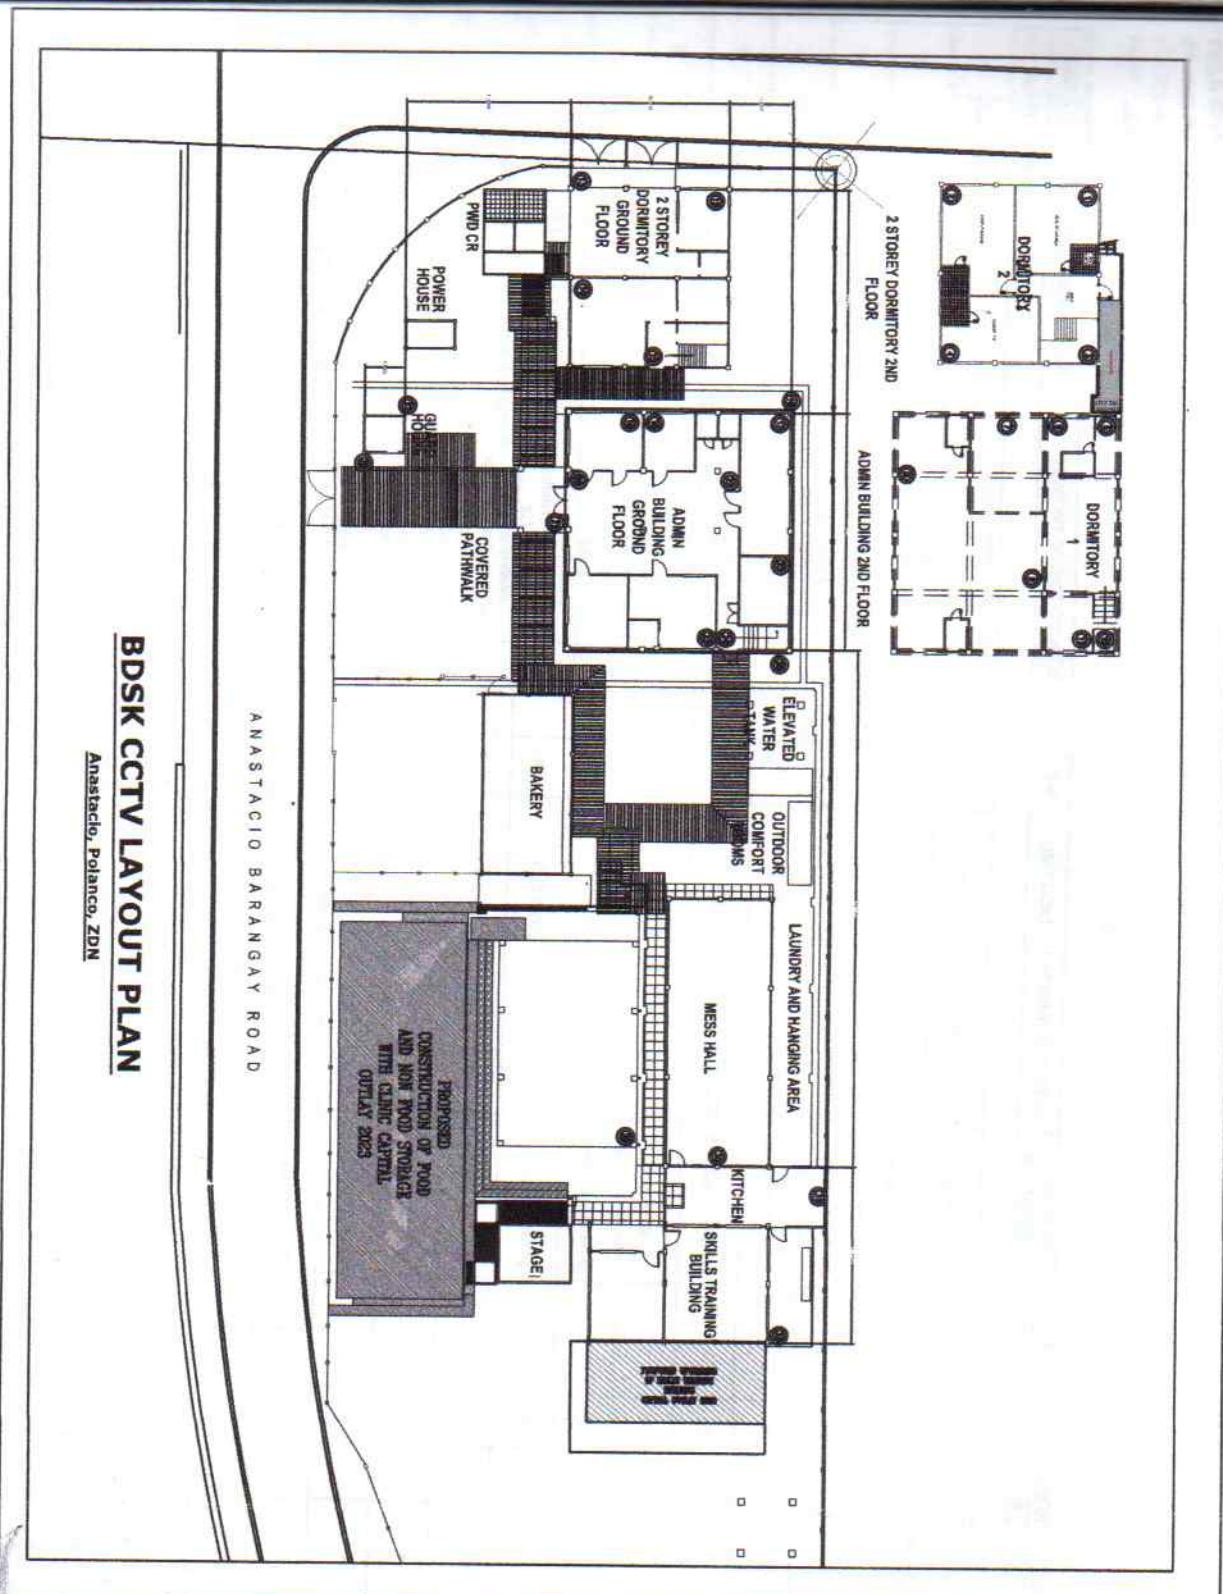 2 STOREY DORMITORY 2ND
FLOOR
DORMITORY
2
ADMIN BUILDING 2ND FLOOR
DORMITORY
1
2 STOREY
DORMITORY
GROUND
FLOOR
PWD CR
POWER
HOUSE
GUARD
HOUSE
ADMIN
BUILDING
GROUND
FLOOR
COVERED
PATHWALK
ELEVATED
WATER
TANK
BAKERY
OUTDOOR
COMFORT
ROOMS
LAUNDRY AND HANGING AREA
MESS HALL
KITCHEN
SKILLS TRAINING
BUILDING
STAGE
PROPOSED
CONSTRUCTION OF FOOD
AND NON FOOD STORAGE
WITH CLINIC CAPITAL
OUTLAY 2023
ANASTACIO BARANGAY ROAD
BDSK CCTV LAYOUT PLAN
Anastacio, Polanco, ZDN